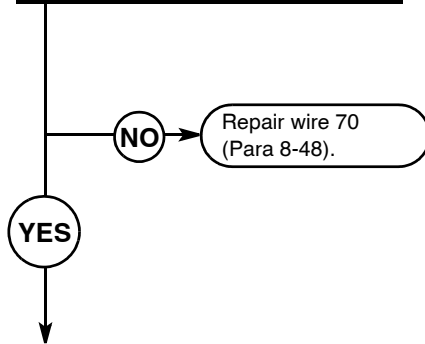 NO
Repair wire 70
(Para 8-48).
YES